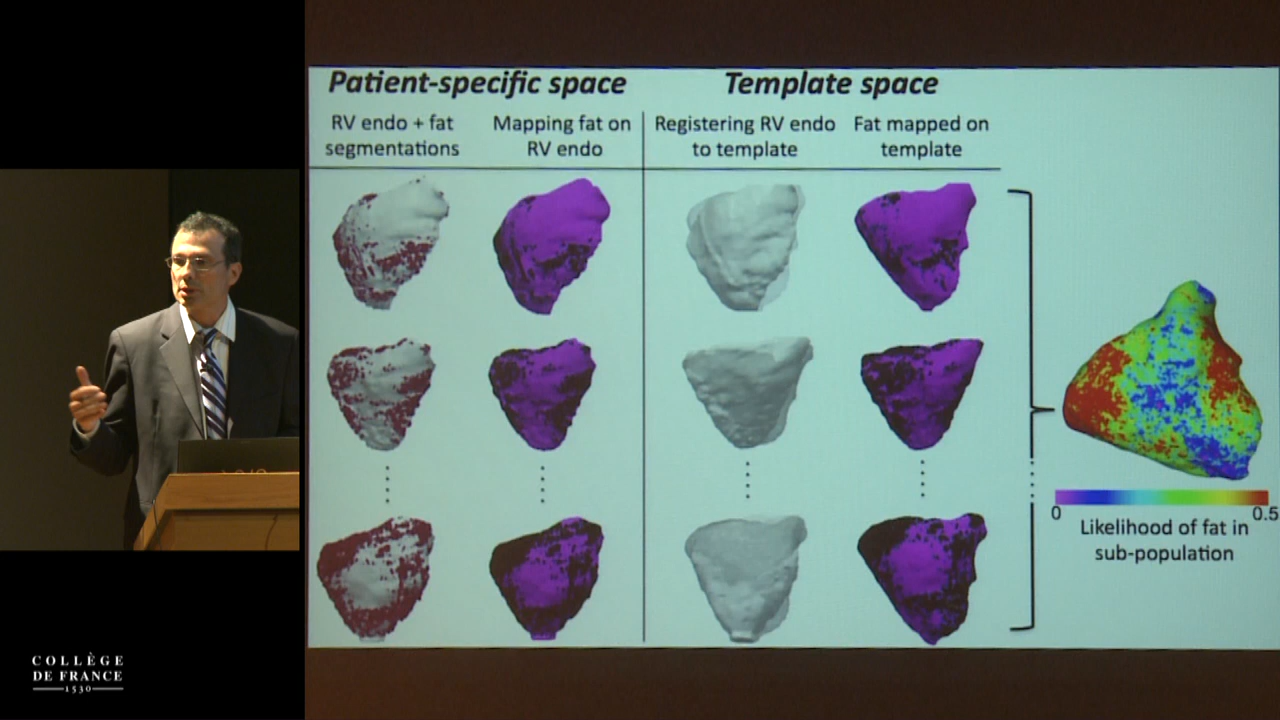 Patient-specific space
Template space
RV endo + fat
segmentations
Mapping fat on
RV endo
Registering RV endo
to template
Fat mapped on
template
0
0.5
Likelihood of fat in
sub-population
COLLÈGE
DE FRANCE
1530